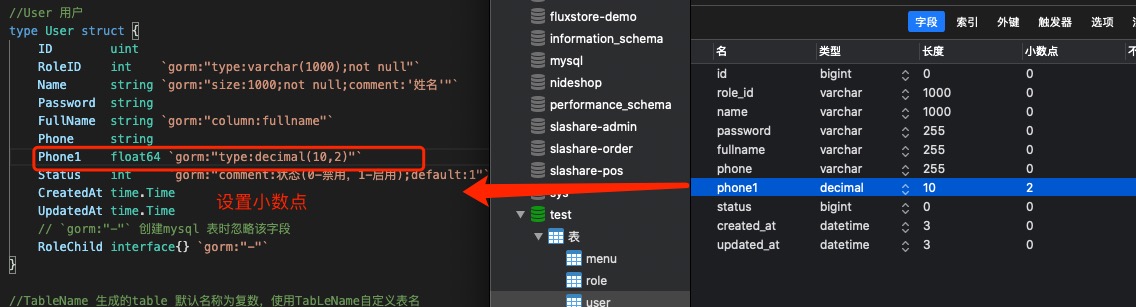 //User 用户
type User struct {
ID uint
RoleID int `gorm:"type:varchar(1000);not null"`
Name string `gorm:"size:1000;not null;comment:'姓名'"`
Password string
FullName string `gorm:"column:fullname"`
Phone string
Phone1 float64 `gorm:"type:decimal(10,2)"`
Status int `gorm:"comment:状态(0-禁用，1-启用);default:1"`
CreatedAt time.Time
设置小数点
UpdatedAt time.Time
// `gorm:"-"` 创建mysql 表时忽略该字段
RoleChild interface{} `gorm:"-"`
}
//TableName 生成的table 默认名称为复数，使用TabLeName自定义表名
fluxstore-demo
information_schema
mysql
nideshop
performance_schema
slashare-admin
slashare-order
slashare-pos
sys
test
表
menu
role
user
字段 索引 外键 触发器 选项
名 类型 长度 小数点
id bigint 0 0
role_id varchar 1000 0
name varchar 1000 0
password varchar 255 0
fullname varchar 255 0
phone varchar 255 0
phone1 decimal 10 2
status bigint 0 0
created_at datetime 3 0
updated_at datetime 3 0